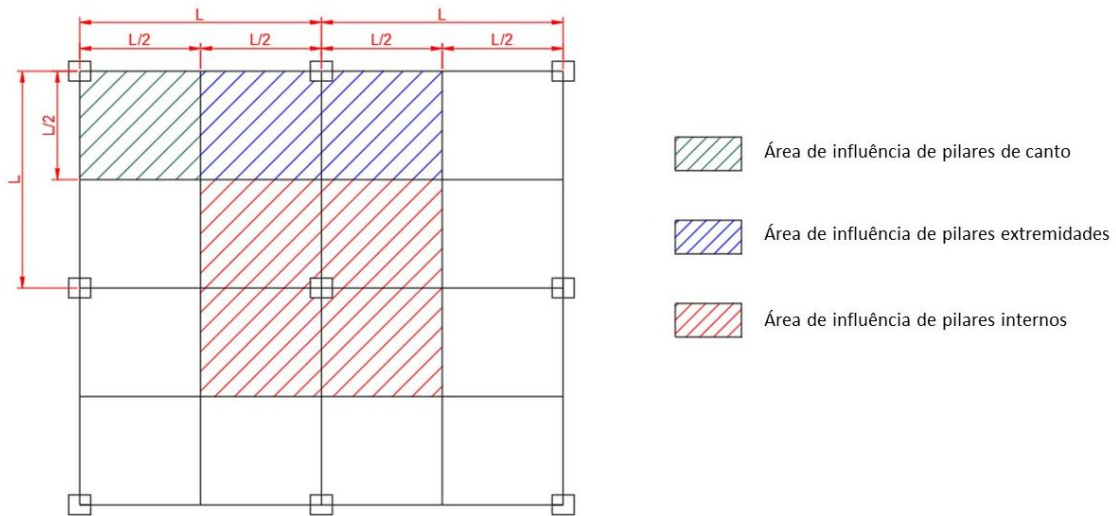 L
L
L/2
L/2
L/2
L/2
L/2
L
Área de influência de pilares de canto
Área de influência de pilares extremidades
Área de influência de pilares internos